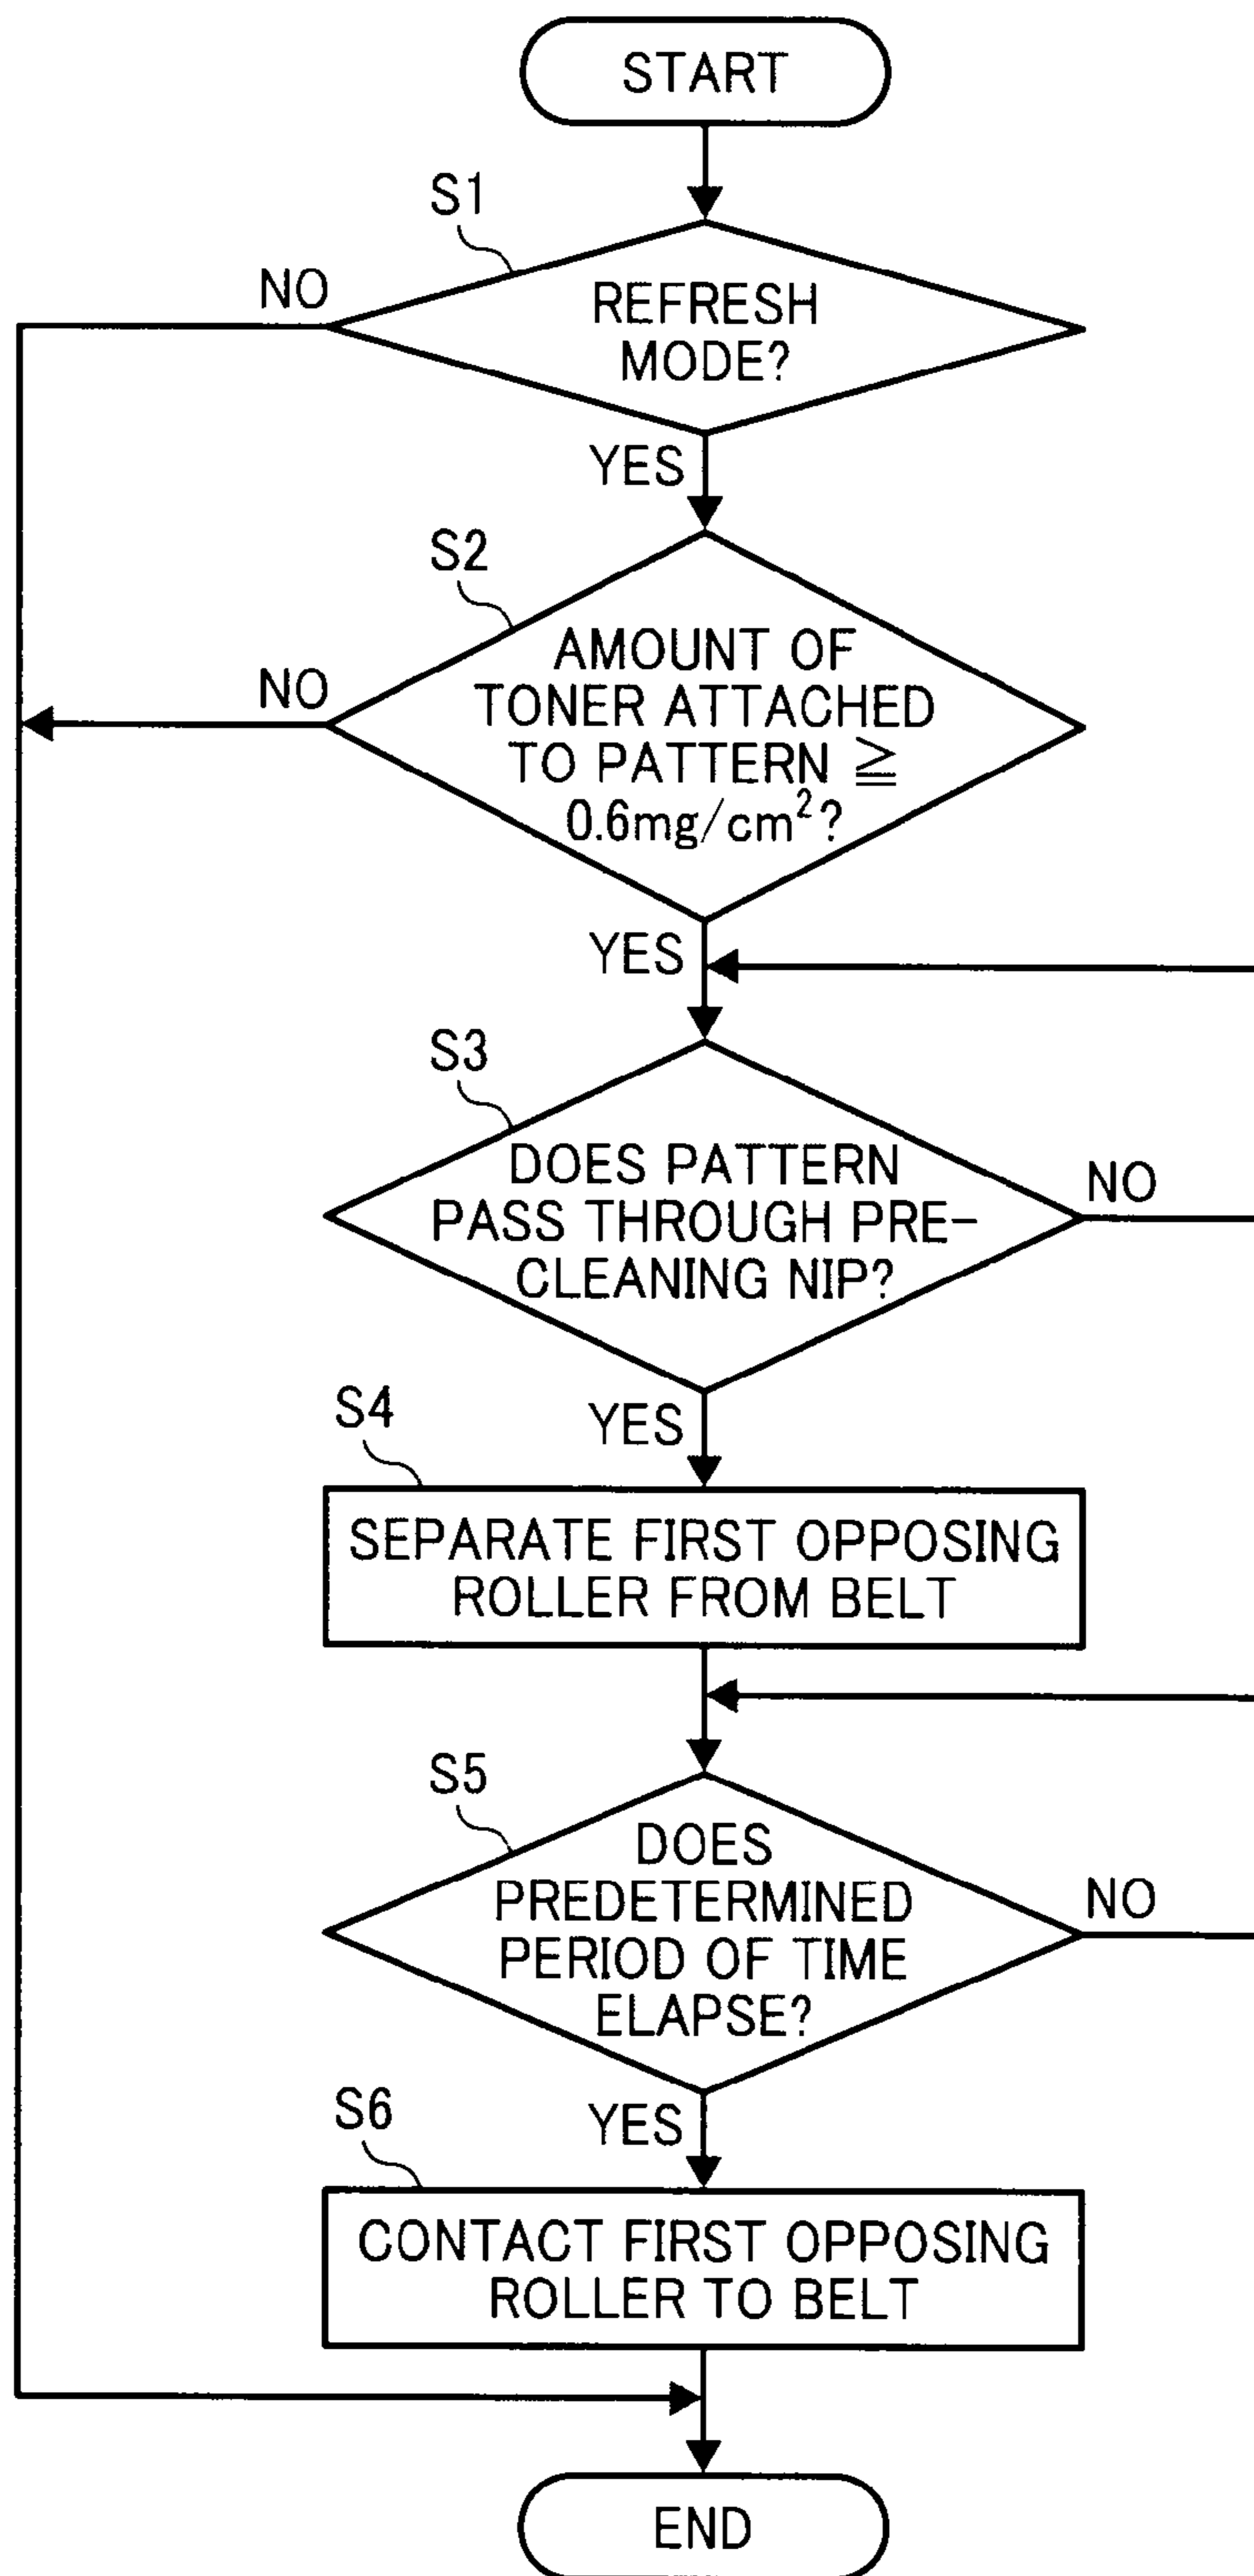 START
S1
NO
REFRESH
MODE?
YES
S2
NO
AMOUNT OF
TONER ATTACHED
TO PATTERN ≧
0.6mg/cm²?
YES
S3
DOES PATTERN
PASS THROUGH PRE-
CLEANING NIP?
NO
YES
S4
SEPARATE FIRST OPPOSING
ROLLER FROM BELT
S5
DOES
PREDETERMINED
PERIOD OF TIME
ELAPSE?
NO
YES
S6
CONTACT FIRST OPPOSING
ROLLER TO BELT
END